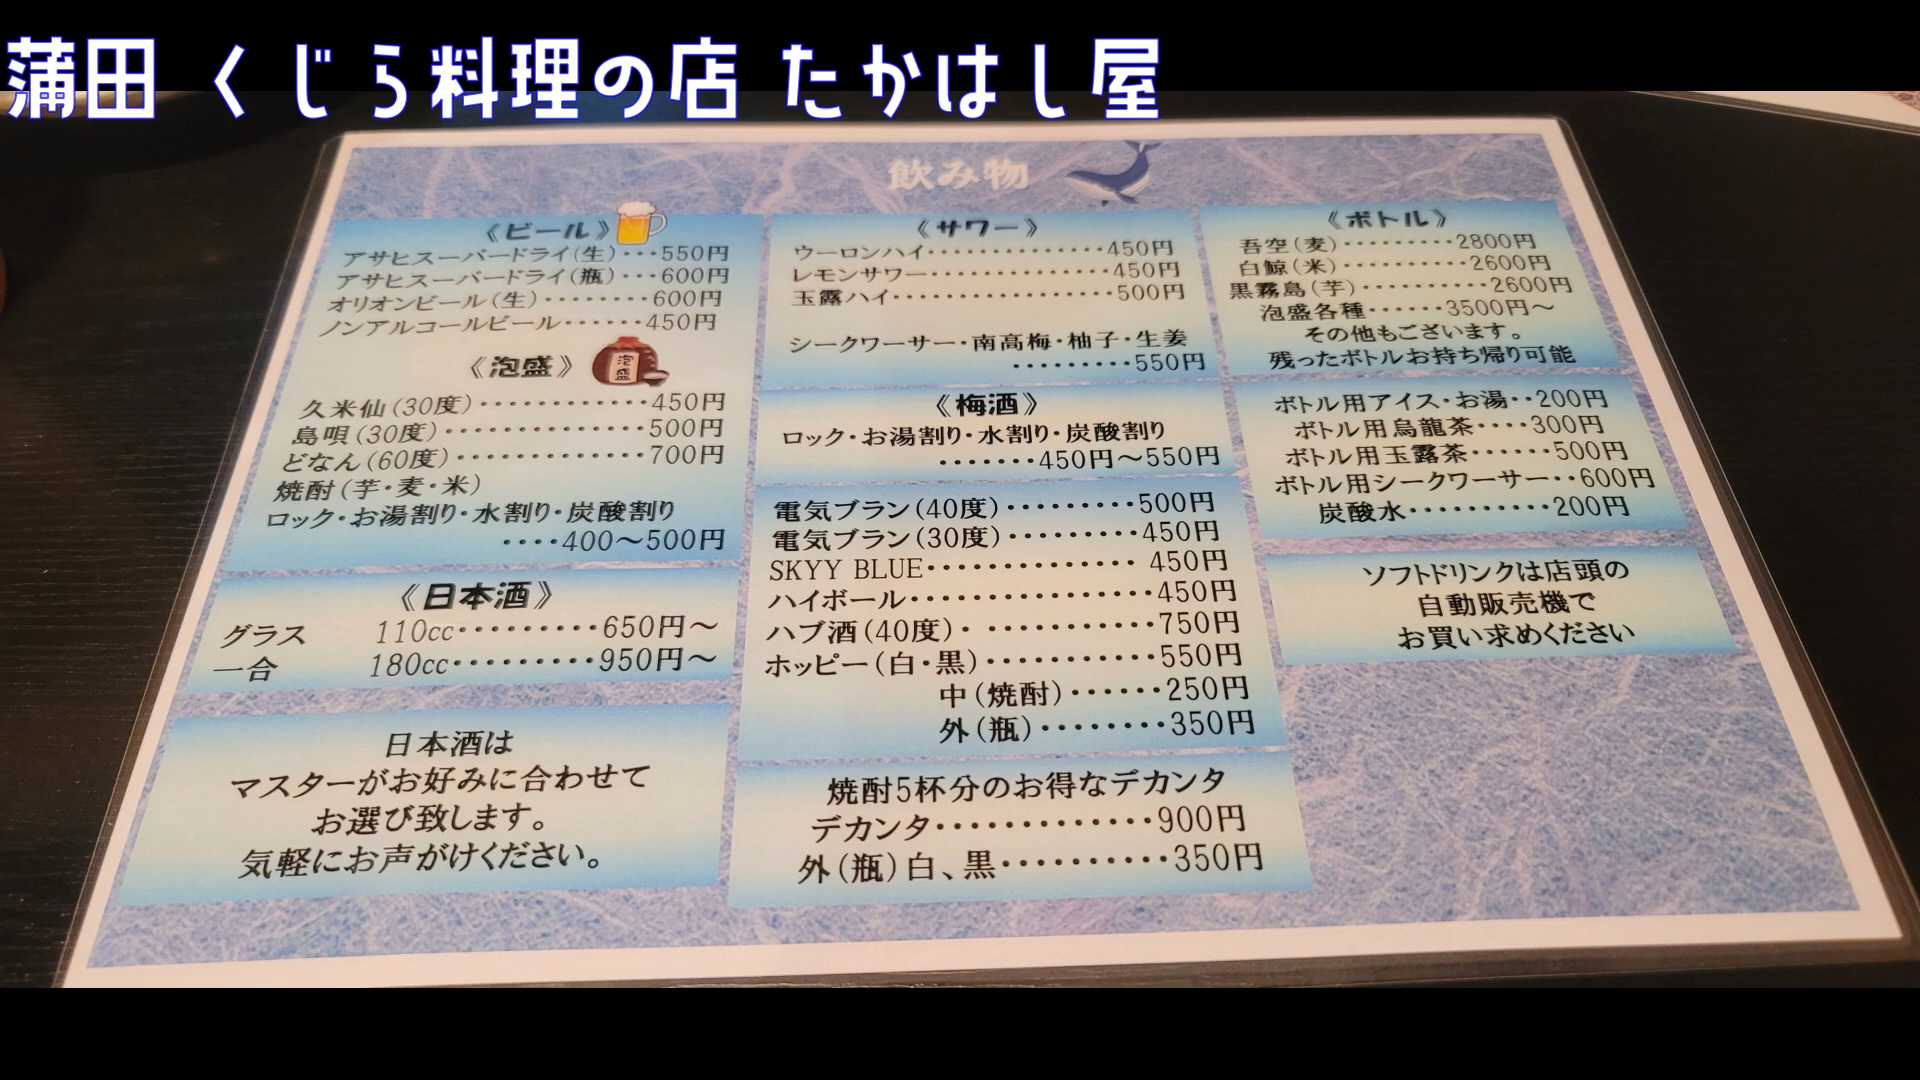 蒲田 くじら料理の店 たかはし屋
飲み物
《ビール》
アサヒスーパードライ(生)・・・550円
アサヒスーパードライ(瓶)・・・600円
オリオンビール(生)・・・・・・・・600円
ノンアルコールビール・・・・・・450円
《泡盛》
泡盛
久米仙(30度)・・・・・・・・・・・・450円
島唄(30度)・・・・・・・・・・・・・・500円
どなん(60度)・・・・・・・・・・・・・700円
焼酎(芋・麦・米)
ロック・お湯割り・水割り・炭酸割り
・・・・400～500円
《日本酒》
グラス 110cc・・・・・・・・・650円～
一合 180cc・・・・・・・・・950円～
日本酒は
マスターがお好みに合わせて
お選び致します。
気軽にお声がけください。
《サワー》
ウーロンハイ・・・・・・・・・・・・・450円
レモンサワー・・・・・・・・・・・・・・450円
玉露ハイ・・・・・・・・・・・・・・・・・500円
シークワーサー・南高梅・柚子・生姜
・・・・・・・・・550円
《梅酒》
ロック・お湯割り・水割り・炭酸割り
・・・・・・・450円～550円
電気ブラン(40度)・・・・・・・・・500円
電気ブラン(30度)・・・・・・・・・450円
SKYY BLUE・・・・・・・・・・・・・・ 450円
ハイボール・・・・・・・・・・・・・・・・450円
ハブ酒(40度)・ ・・・・・・・・・・・750円
ホッピー(白・黒)・・・・・・・・・・・550円
中(焼酎)・・・・・・250円
外(瓶)・・・・・・・・350円
焼酎5杯分のお得なデカンタ
デカンタ・・・・・・・・・・・・・900円
外(瓶)白、黒・・・・・・・・・・350円
《ボトル》
吾空(麦)・・・・・・・・・2800円
白鯨(米)・・・・・・・・・・2600円
黒霧島(芋)・・・・・・・・・・2600円
泡盛各種・・・・・・3500円～
その他もございます。
残ったボトルお持ち帰り可能
ボトル用アイス・お湯・・200円
ボトル用烏龍茶・・・・300円
ボトル用玉露茶・・・・・・500円
ボトル用シークワーサー・・600円
炭酸水・・・・・・・・・・200円
ソフトドリンクは店頭の
自動販売機で
お買い求めください